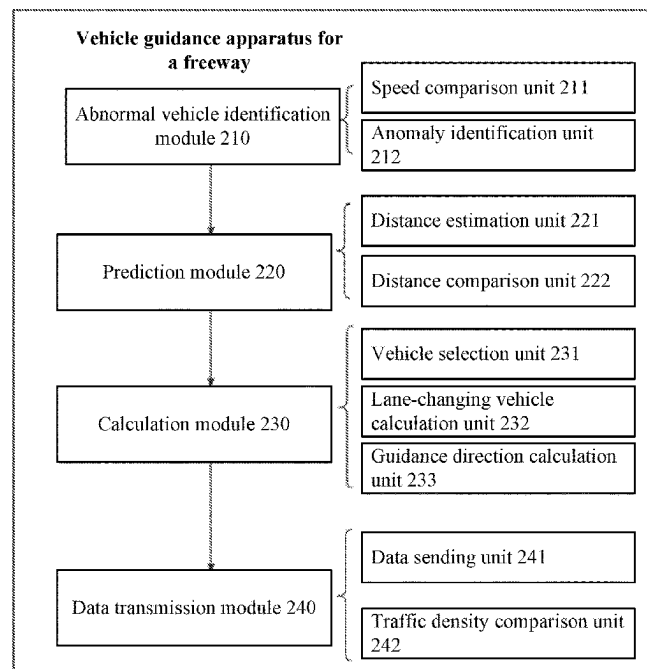 Vehicle guidance apparatus for
a freeway
Abnormal vehicle identification
module 210
Speed comparison unit 211
Anomaly identification unit
212
Prediction module 220
Distance estimation unit 221
Distance comparison unit 222
Calculation module 230
Vehicle selection unit 231
Lane-changing vehicle
calculation unit 232
Guidance direction calculation
unit 233
Data transmission module 240
Data sending unit 241
Traffic density comparison unit
242